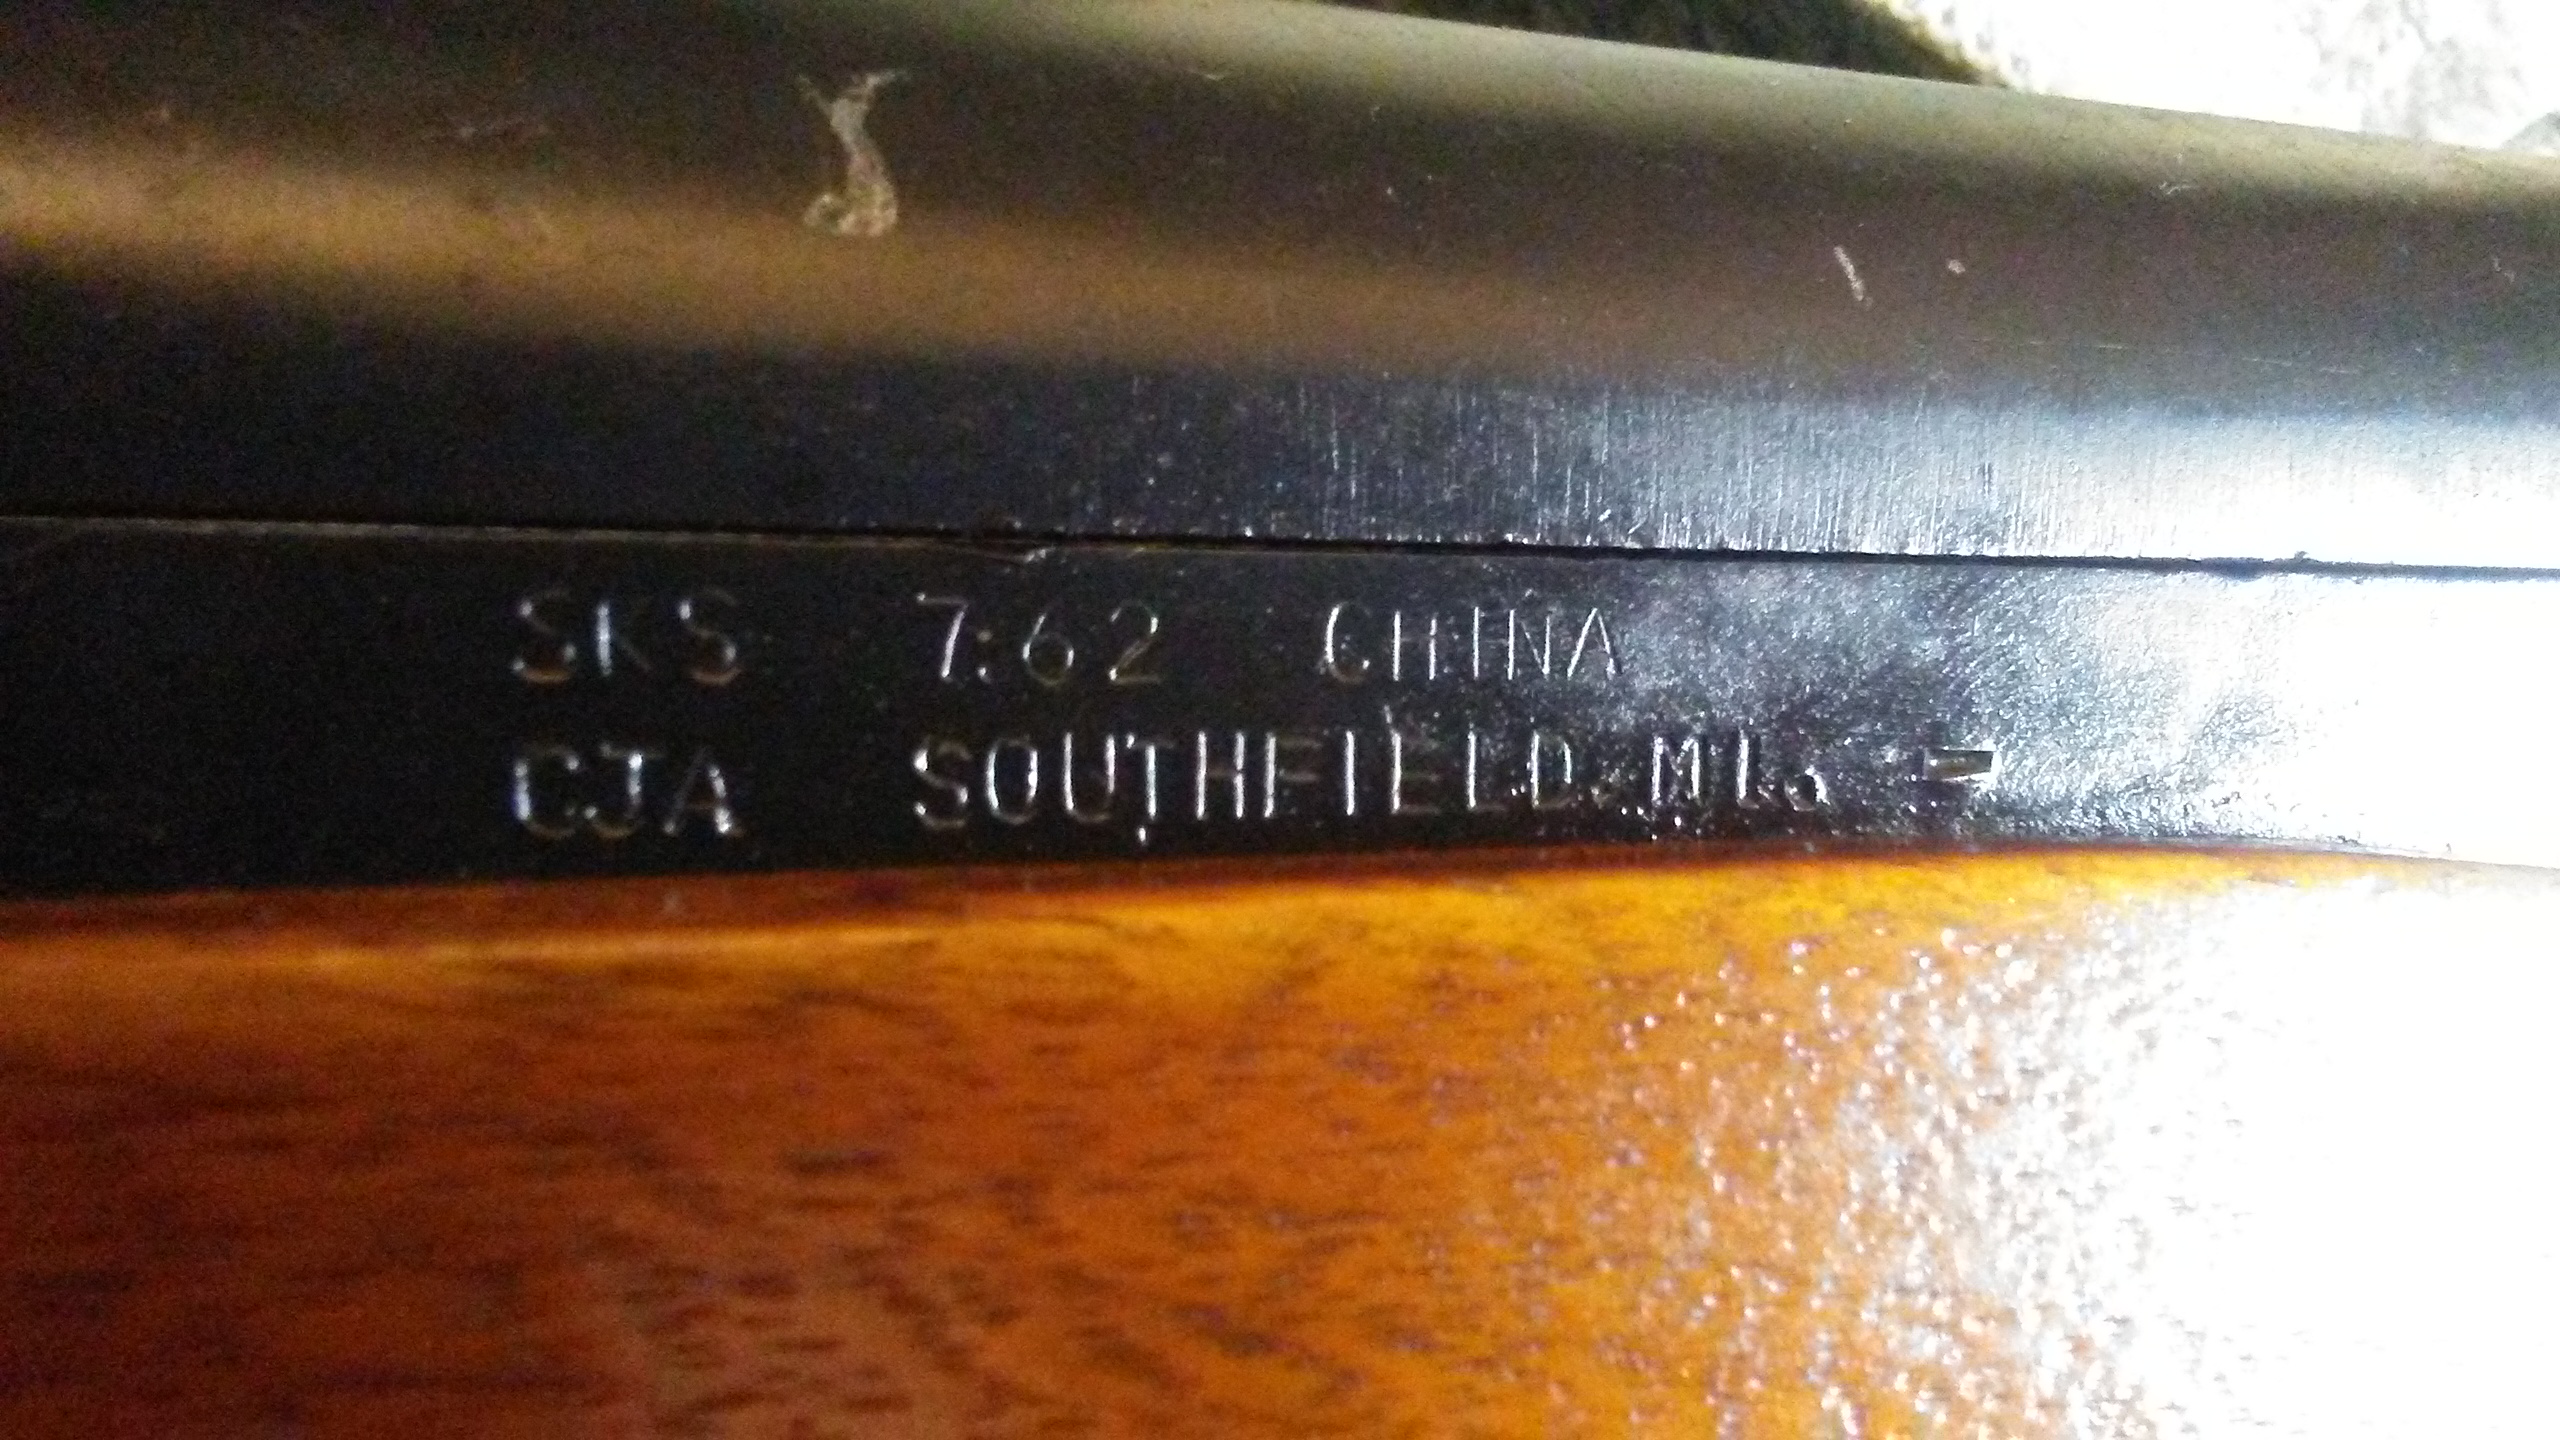 SKS 7.62 CHINA
CJA SOUTHFIELD, MI.